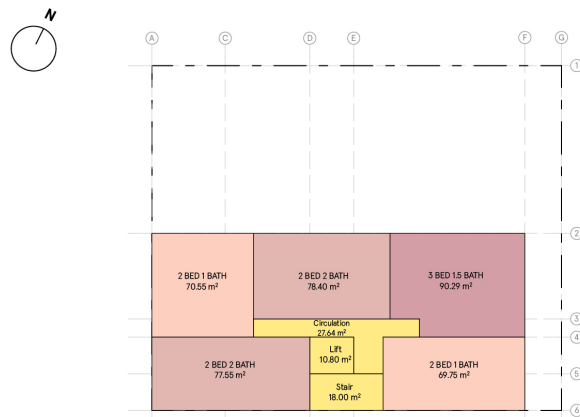 N
A
C
D
E
F
G
1
2
2 BED 1 BATH
70.55 m²
2 BED 2 BATH
78.40 m²
3 BED 1.5 BATH
90.29 m²
3
Circulation
27.64 m²
4
Lift
10.80 m²
2 BED 2 BATH
77.55 m²
2 BED 1 BATH
69.75 m²
5
Stair
18.00 m²
6